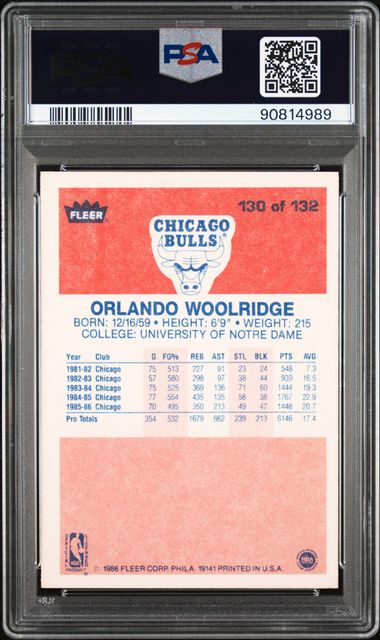 PSA
90814989
FLEER®
130 of 132
CHICAGO
BULLS®
ORLANDO WOOLRIDGE
BORN: 12/16/59 • HEIGHT: 6'9" • WEIGHT: 215
COLLEGE: UNIVERSITY OF NOTRE DAME
Year Club G FG% REB AST STL BLK PTS AVG
1981-82 Chicago 75 .513 227 81 23 24 548 7.3
1982-83 Chicago 57 .580 298 97 38 44 939 16.5
1983-84 Chicago 75 .525 369 136 71 60 1444 19.3
1984-85 Chicago 77 .554 435 135 58 38 1767 22.9
1985-86 Chicago 70 .495 350 213 49 47 1448 20.7
Pro Totals 354 .532 1679 662 239 213 6146 17.4
OFFICIAL LICENSED
NBA
PRODUCT
© 1986 FLEER CORP. PHILA. 19141 PRINTED IN U.S.A.